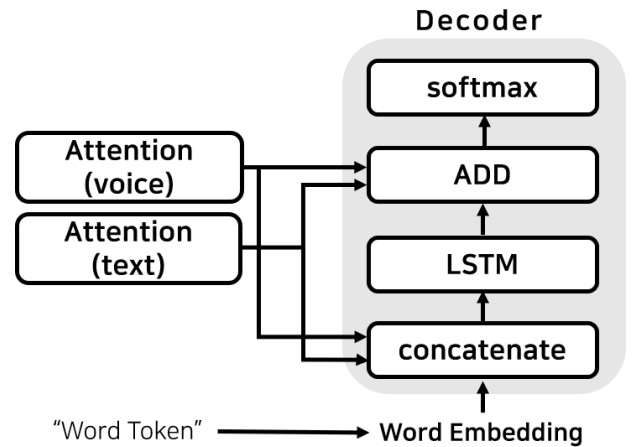 Decoder
softmax
Attention
(voice)
ADD
Attention
(text)
LSTM
concatenate
“Word Token”
Word Embedding